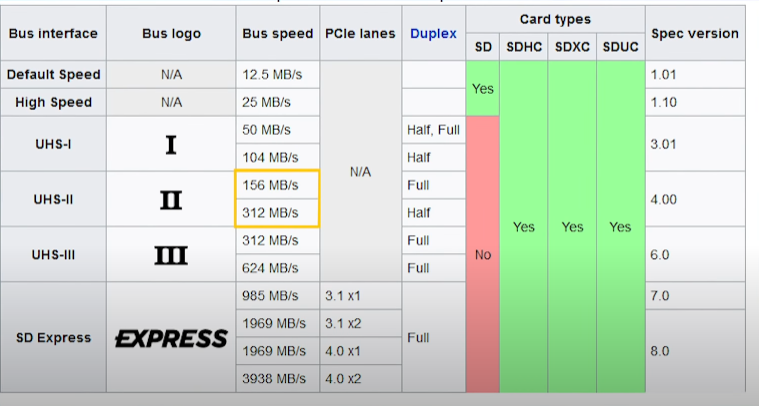 Bus interface Bus logo Bus speed PCIe lanes Duplex Card types Spec version
SD SDHC SDXC SDUC
Default Speed N/A 12.5 MB/s N/A Yes Yes Yes Yes 1.01
High Speed N/A 25 MB/s 1.10
UHS-I I 50 MB/s Half, Full No 3.01
104 MB/s Half
UHS-II II 156 MB/s Full 4.00
312 MB/s Half
UHS-III III 312 MB/s Full 6.0
624 MB/s Full
SD Express EXPRESS 985 MB/s 3.1 x1 Full 7.0
1969 MB/s 3.1 x2 8.0
1969 MB/s 4.0 x1
3938 MB/s 4.0 x2